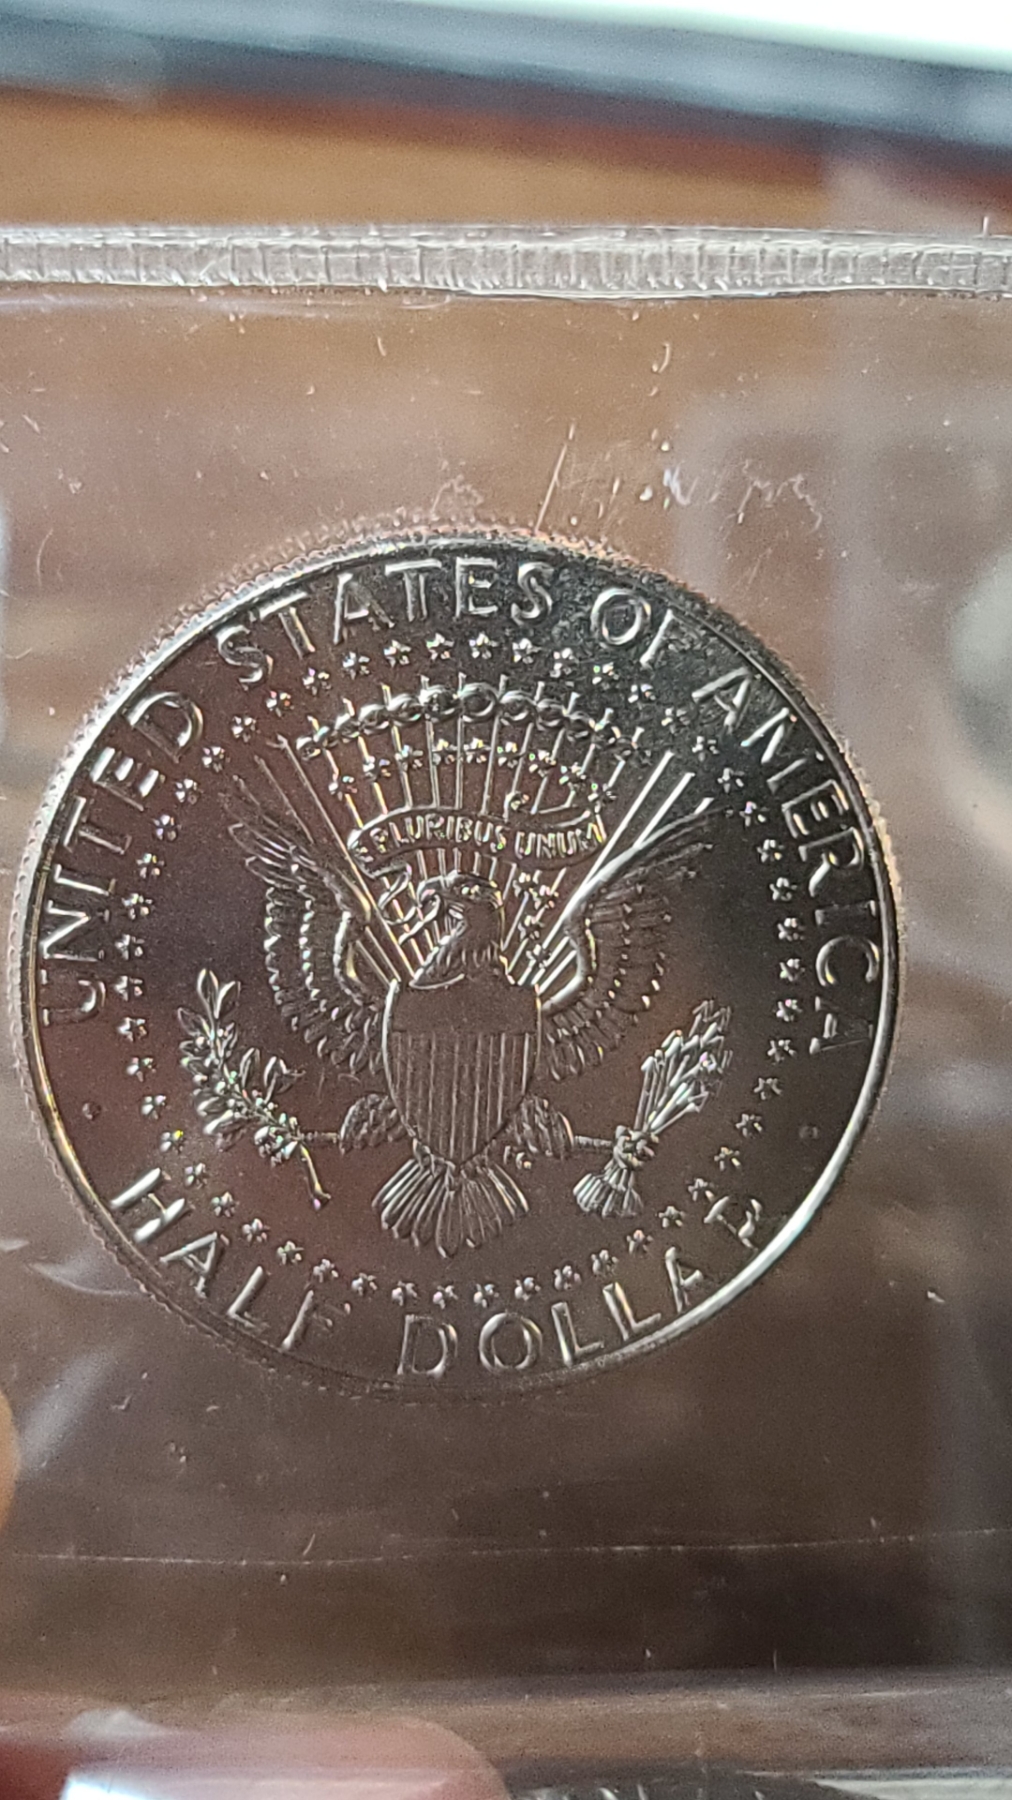 UNITED STATES OF AMERICA
E PLURIBUS UNUM
HALF DOLLAR